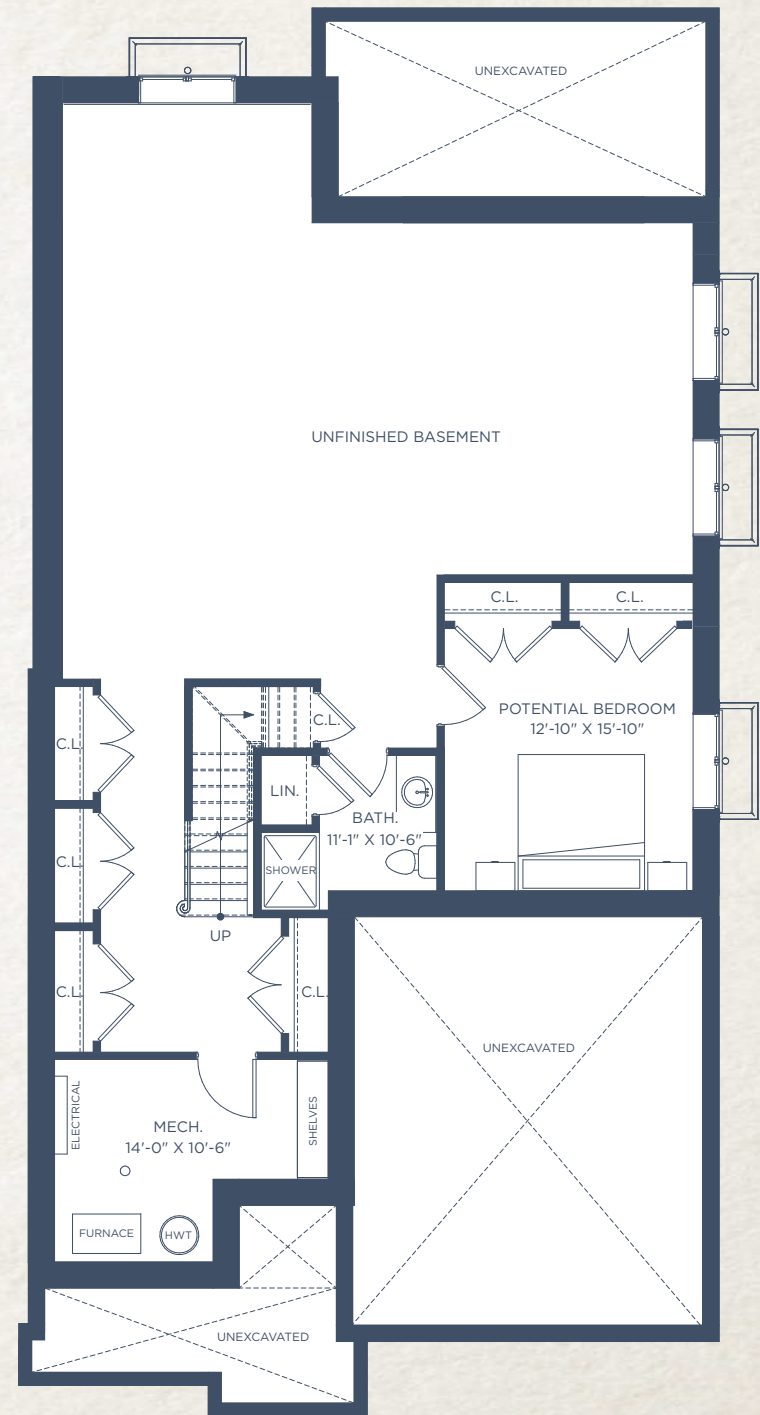 UNEXCAVATED
UNFINISHED BASEMENT
C.L.
C.L.
POTENTIAL BEDROOM
12'-10" X 15'-10"
C.L.
C.L.
LIN.
BATH.
11'-1" X 10'-6"
SHOWER
C.L.
UP
C.L.
C.L.
UNEXCAVATED
ELECTRICAL
SHELVES
MECH.
14'-0" X 10'-6"
FURNACE
HWT
UNEXCAVATED